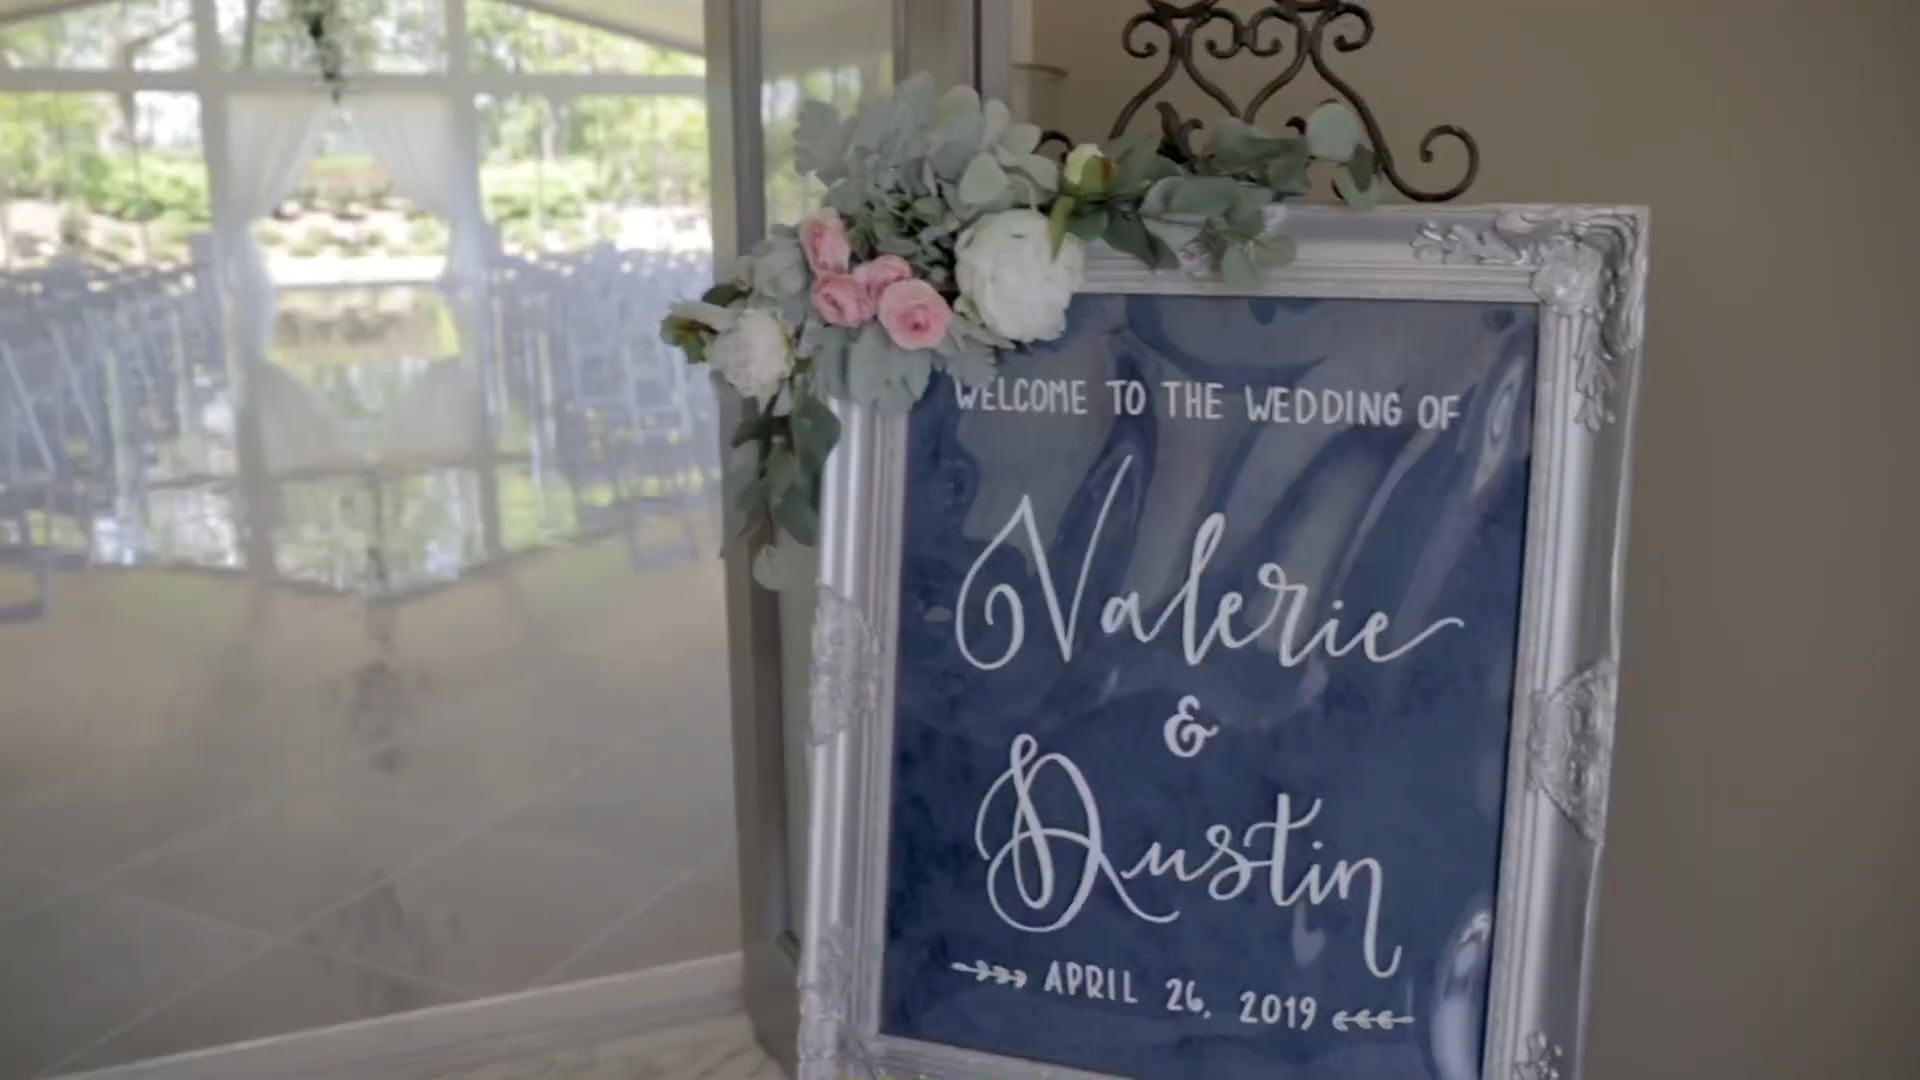 WELCOME TO THE WEDDING OF
Valerie
&
Dustin
APRIL 26, 2019